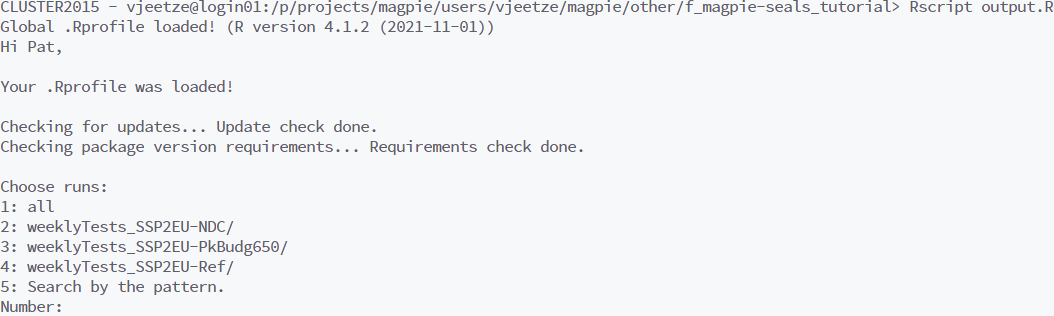 CLUSTER2015 - vjeetze@login01:/p/projects/magpie/users/vjeetze/magpie/other/f_magpie-seals_tutorial> Rscript output.R
Global .Rprofile loaded! (R version 4.1.2 (2021-11-01))
Hi Pat,
Your .Rprofile was loaded!
Checking for updates... Update check done.
Checking package version requirements... Requirements check done.
Choose runs:
1: all
2: weeklyTests_SSP2EU-NDC/
3: weeklyTests_SSP2EU-PkBudg650/
4: weeklyTests_SSP2EU-Ref/
5: Search by the pattern.
Number: